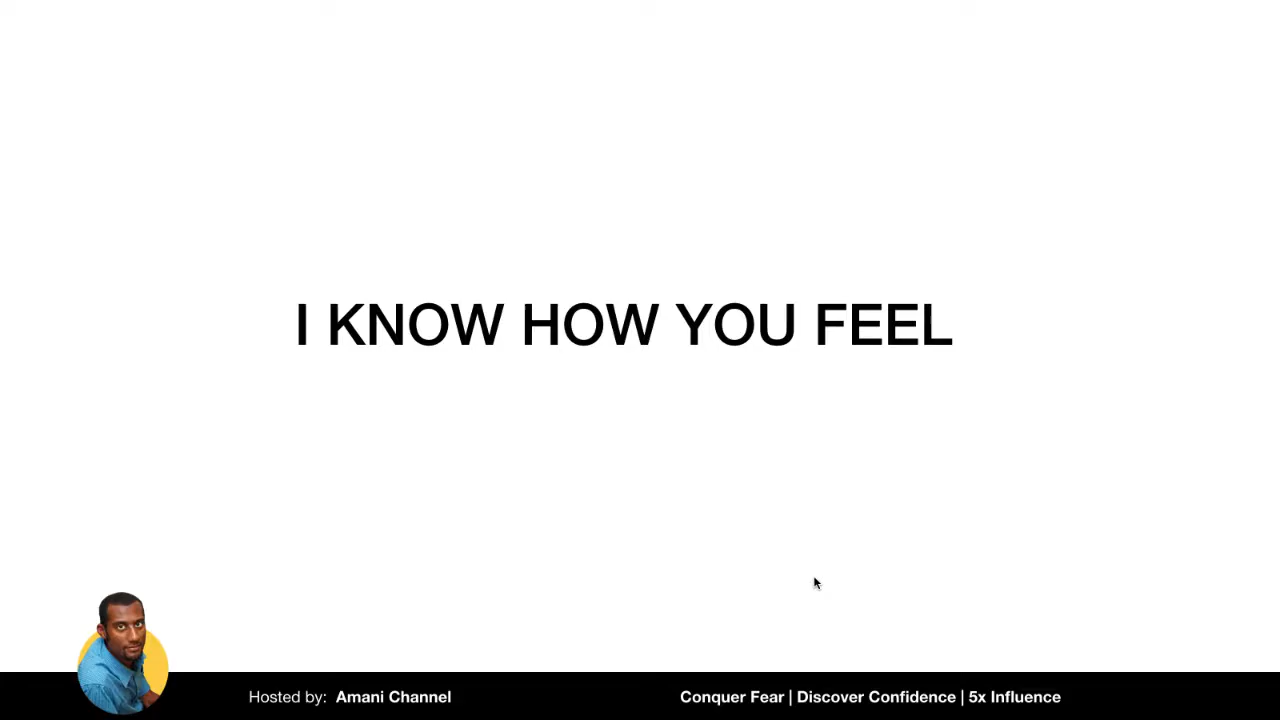 I KNOW HOW YOU FEEL
Hosted by: Amani Channel
Conquer Fear | Discover Confidence | 5x Influence